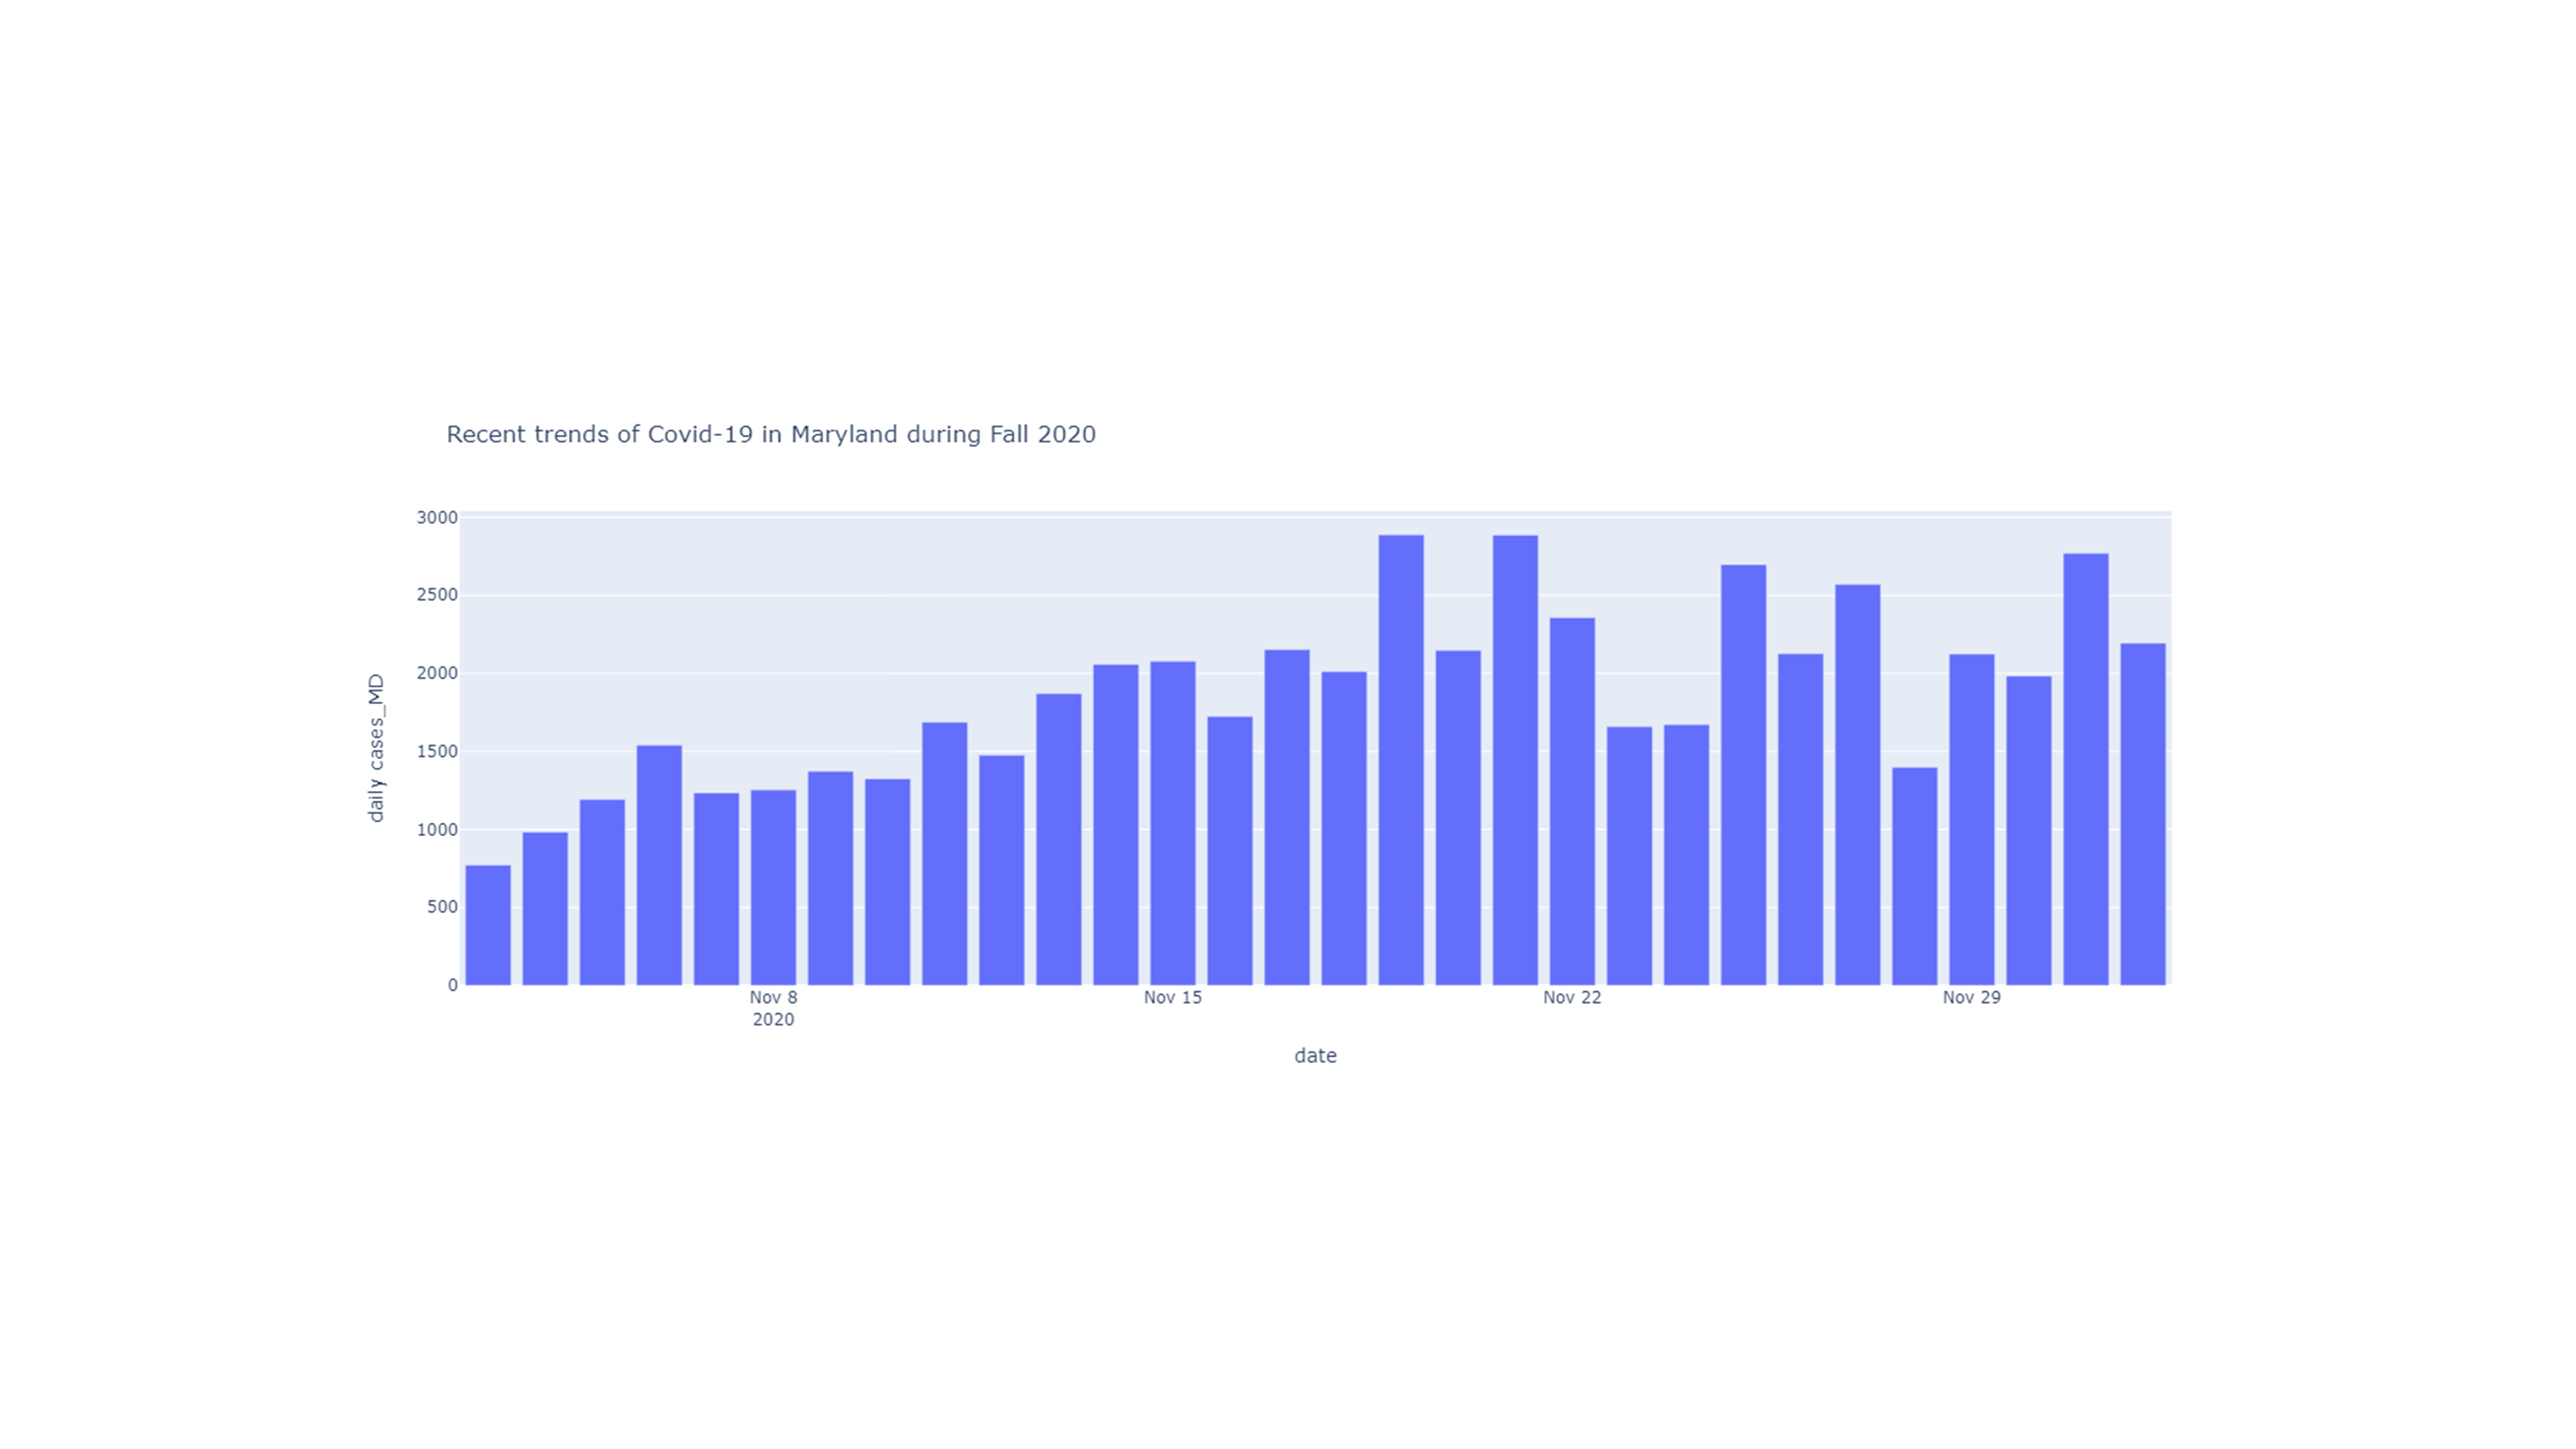 Recent trends of Covid-19 in Maryland during Fall 2020
3000
2500
2000
1500
1000
500
0
daily cases_MD
Nov 8
2020
Nov 15
Nov 22
Nov 29
date